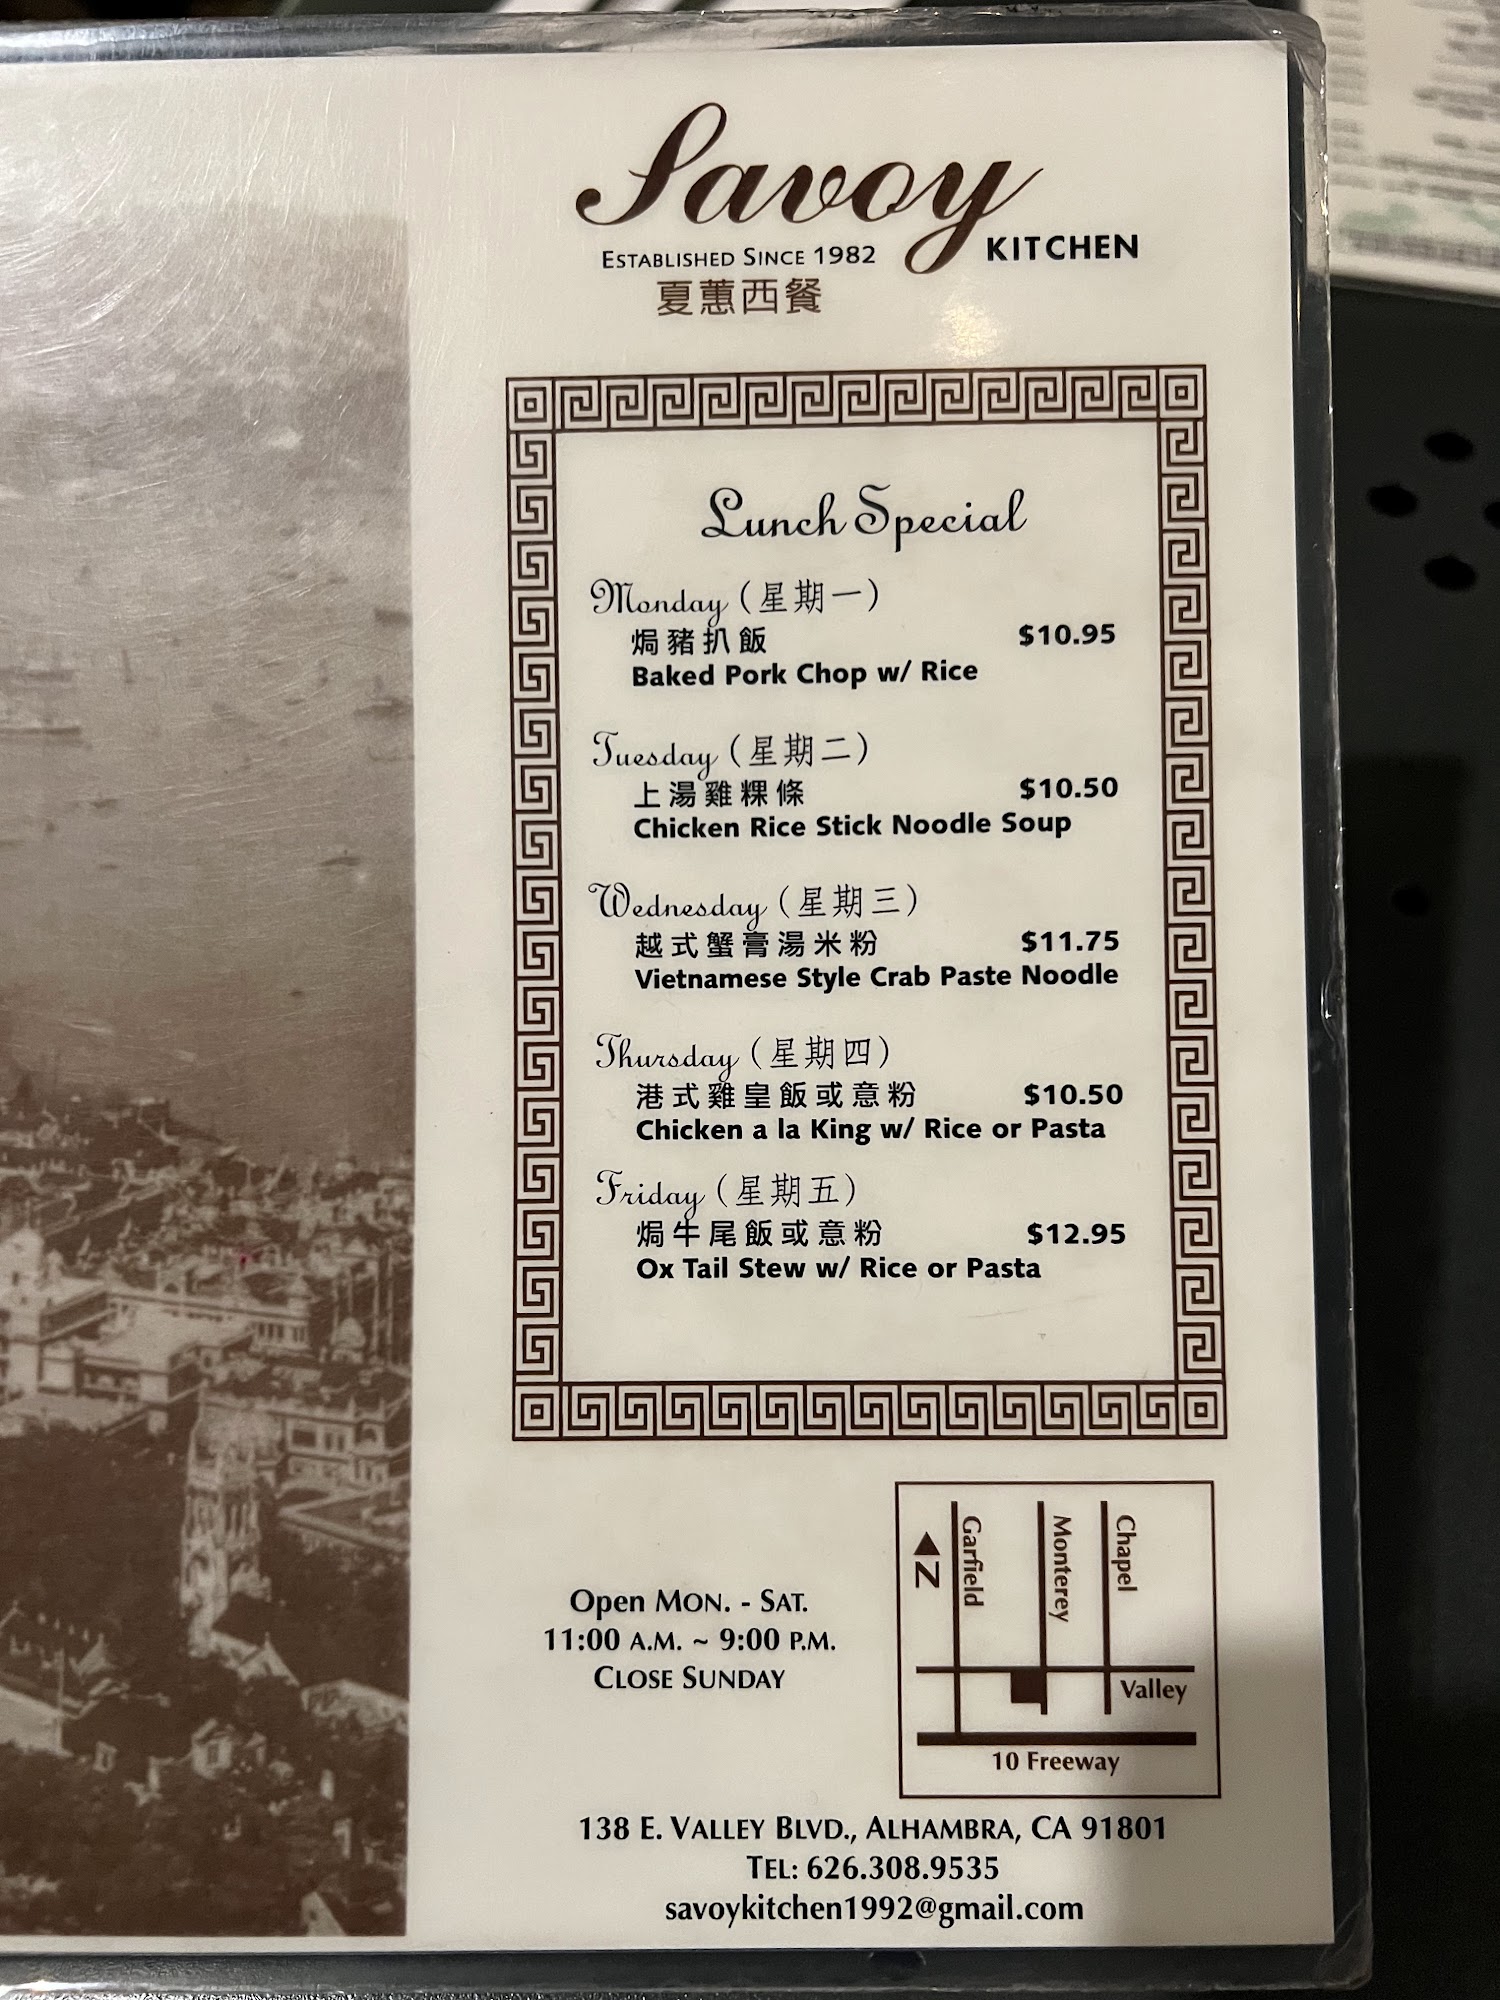 Savoy
KITCHEN
ESTABLISHED SINCE 1982
夏蕙西餐
Lunch Special
Monday (星期一)
焗豬扒飯 $10.95
Baked Pork Chop w/ Rice
Tuesday (星期二)
上湯雞粿條 $10.50
Chicken Rice Stick Noodle Soup
Wednesday (星期三)
越式蟹膏湯米粉 $11.75
Vietnamese Style Crab Paste Noodle
Thursday (星期四)
港式雞皇飯或意粉 $10.50
Chicken a la King w/ Rice or Pasta
Friday (星期五)
焗牛尾飯或意粉 $12.95
Ox Tail Stew w/ Rice or Pasta
Open MON. - SAT.
11:00 A.M. ~ 9:00 P.M.
CLOSE SUNDAY
N
Garfield
Monterey
Chapel
Valley
10 Freeway
138 E. VALLEY BLVD., ALHAMBRA, CA 91801
TEL: 626.308.9535
savoykitchen1992@gmail.com